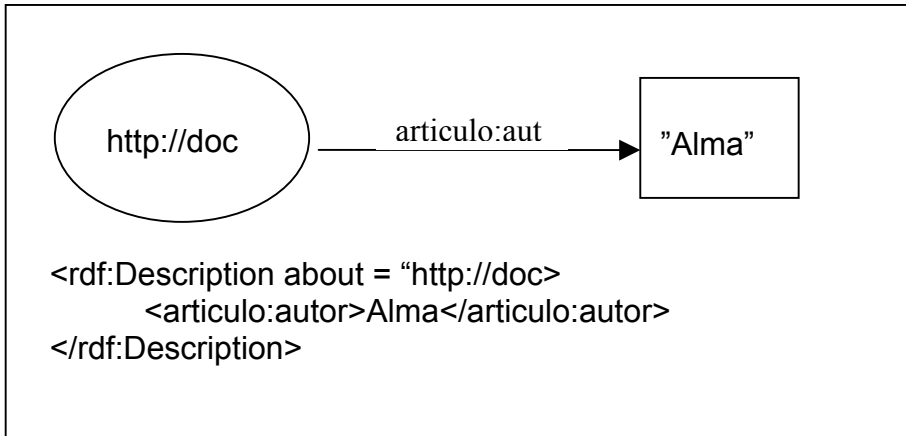 http://doc
articulo:aut
”Alma”
<rdf:Description about = “http://doc>
<articulo:autor>Alma</articulo:autor>
</rdf:Description>